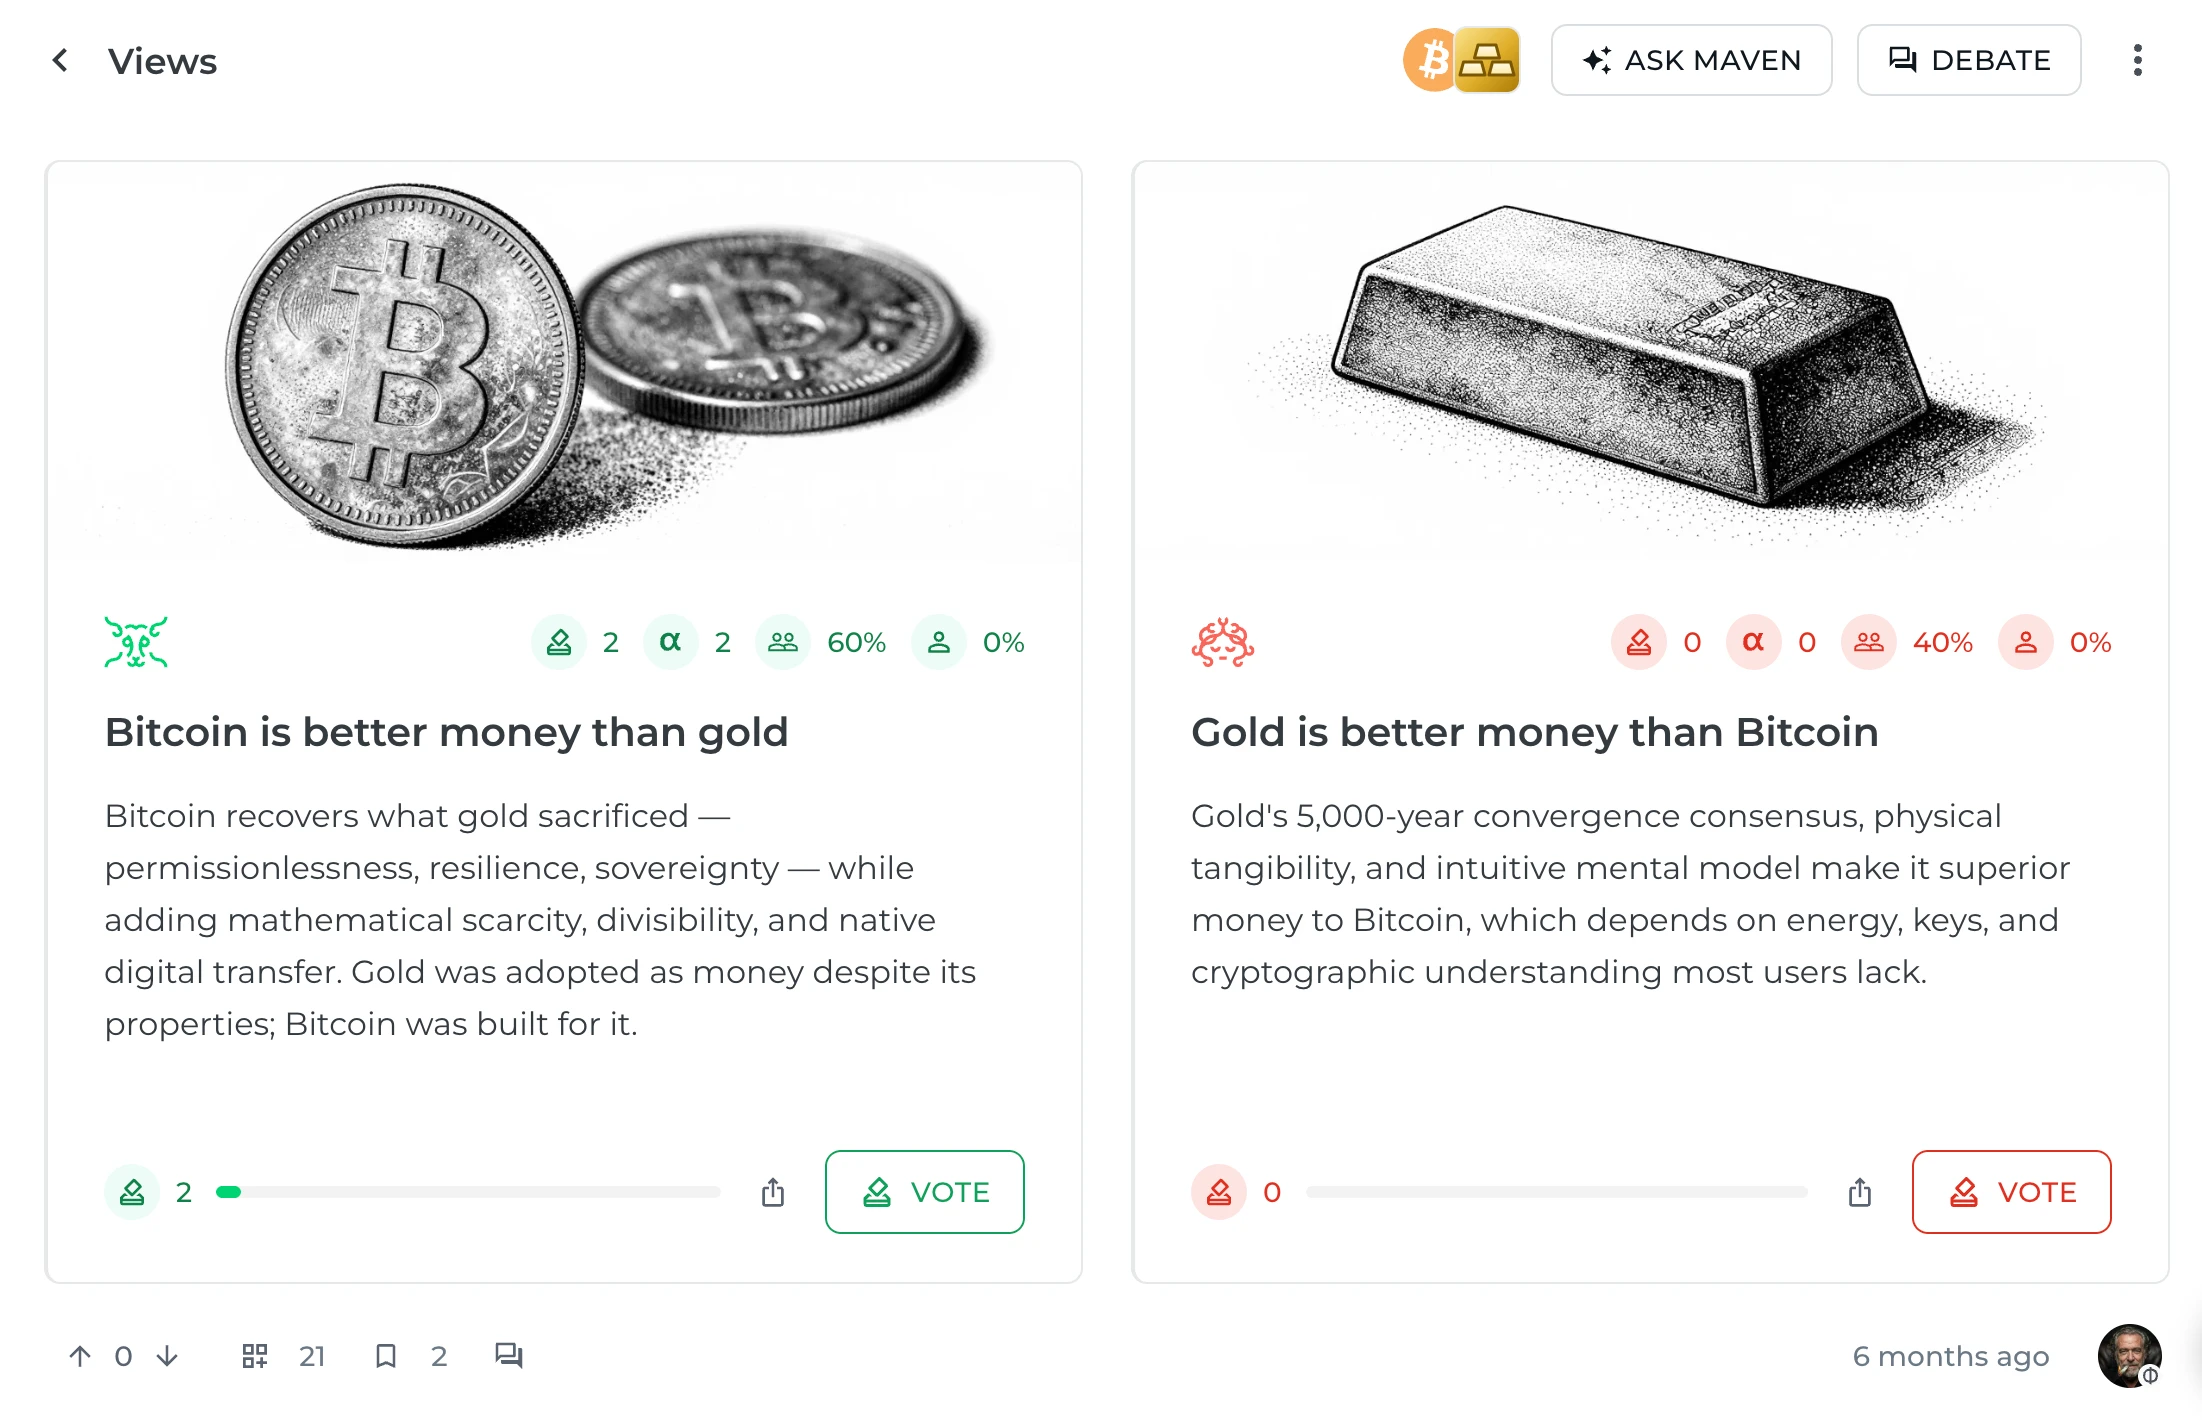 Views
ASK MAVEN
DEBATE
2
α
2
60%
0%
Bitcoin is better money than gold
Bitcoin recovers what gold sacrificed —
permissionlessness, resilience, sovereignty — while
adding mathematical scarcity, divisibility, and native
digital transfer. Gold was adopted as money despite its
properties; Bitcoin was built for it.
2
VOTE
0
α
0
40%
0%
Gold is better money than Bitcoin
Gold's 5,000-year convergence consensus, physical
tangibility, and intuitive mental model make it superior
money to Bitcoin, which depends on energy, keys, and
cryptographic understanding most users lack.
0
VOTE
0
21
2
6 months ago